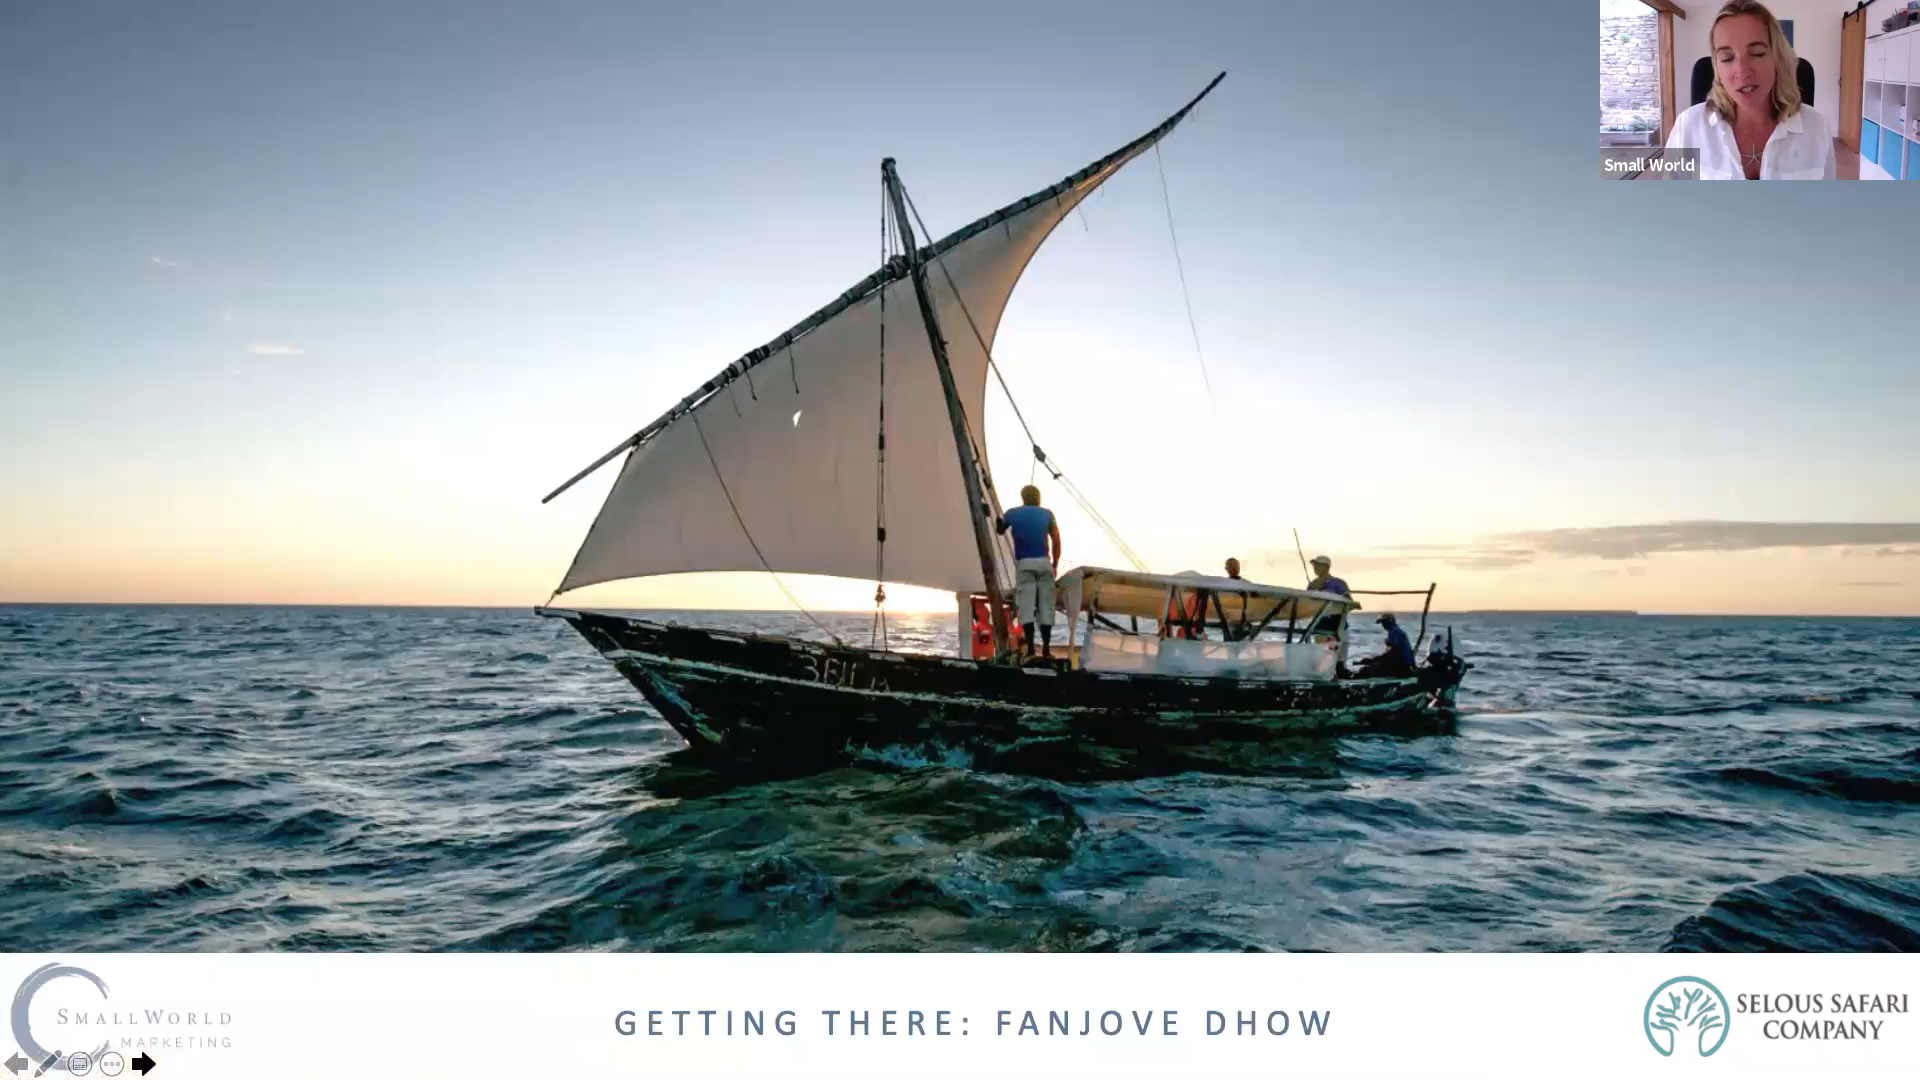 Small World
SMALLWORLD
MARKETING
GETTING THERE: FANJOVE DHOW
SELOUS SAFARI
COMPANY